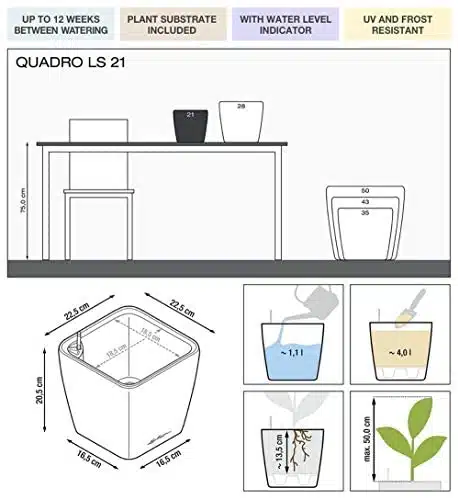 UP TO 12 WEEKS
BETWEEN WATERING
PLANT SUBSTRATE
INCLUDED
WITH WATER LEVEL
INDICATOR
UV AND FROST
RESISTANT
QUADRO LS 21
21
28
75,0 cm
50
43
35
22,5 cm
22,5 cm
18,5 cm
18,5 cm
20,5 cm
16,5 cm
16,5 cm
~ 1,1 l
~ 4,0 l
~ 13,5 cm
max. 50,0 cm